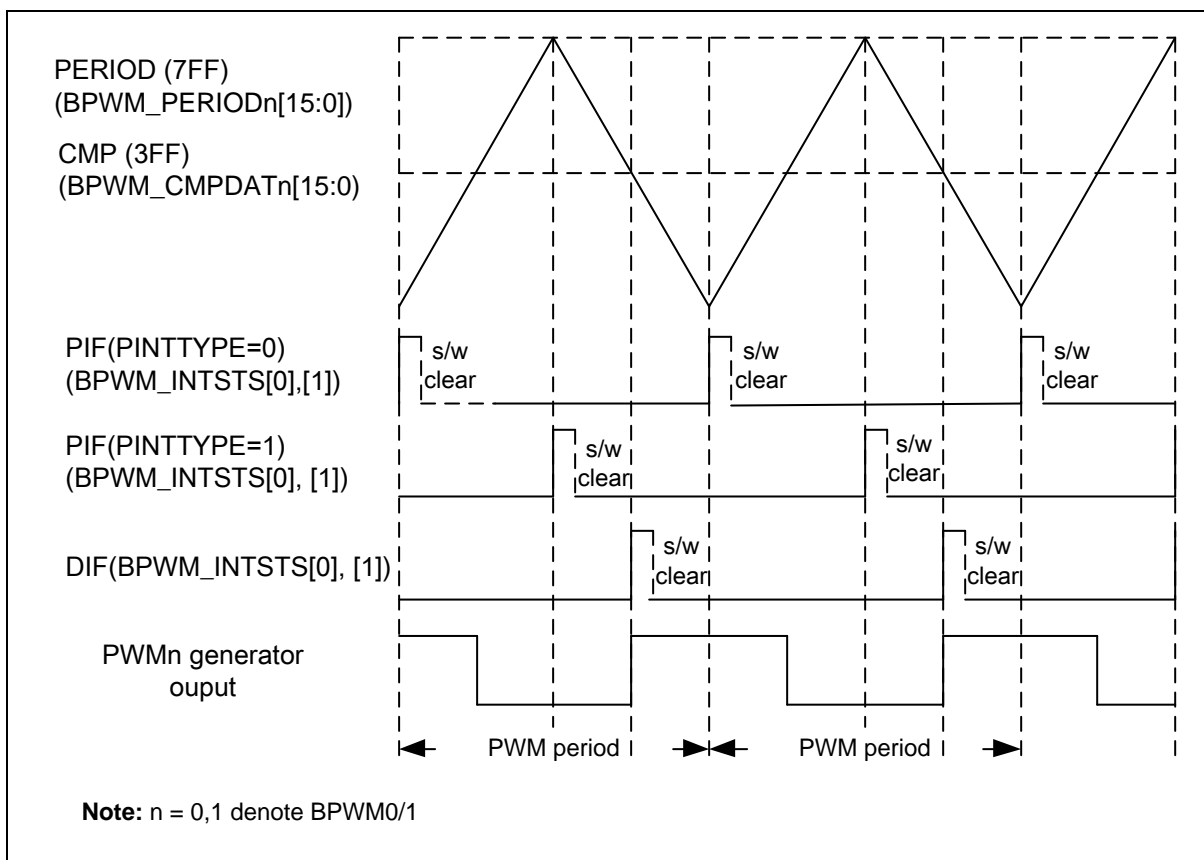 PERIOD (7FF)
(BPWM_PERIODn[15:0])
CMP (3FF)
(BPWM_CMPDATn[15:0)
PIF(PINTTYPE=0)
(BPWM_INTSTS[0],[1])
s/w
clear
s/w
clear
s/w
clear
PIF(PINTTYPE=1)
(BPWM_INTSTS[0], [1])
s/w
clear
s/w
clear
DIF(BPWM_INTSTS[0], [1])
s/w
clear
s/w
clear
PWMn generator
ouput
PWM period
PWM period
Note: n = 0,1 denote BPWM0/1